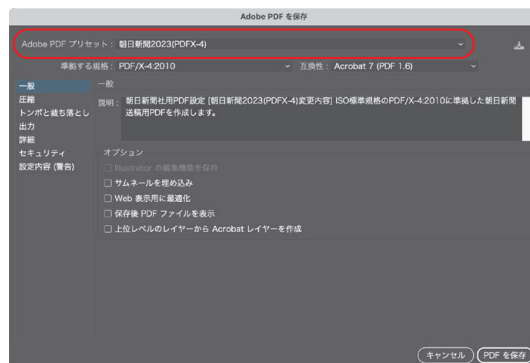 Adobe PDF を保存
Adobe PDF プリセット： 朝日新聞2023(PDFX-4)
準拠する規格： PDF/X-4:2010 互換性： Acrobat 7 (PDF 1.6)
一般
圧縮
トンボと裁ち落とし
出力
詳細
セキュリティ
設定内容 (警告)
一般
説明： 朝日新聞社用PDF設定 [朝日新聞2023(PDFX-4)変更内容] ISO標準規格のPDF/X-4:2010に準拠した朝日新聞
送稿用PDFを作成します。
オプション
Illustrator の編集機能を保持
サムネールを埋め込み
Web 表示用に最適化
保存後 PDF ファイルを表示
上位レベルのレイヤーから Acrobat レイヤーを作成
キャンセル PDF を保存